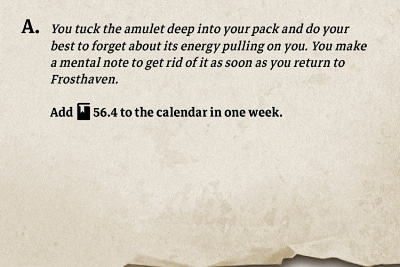 A. You tuck the amulet deep into your pack and do your
best to forget about its energy pulling on you. You make
a mental note to get rid of it as soon as you return to
Frosthaven.
Add 56.4 to the calendar in one week.